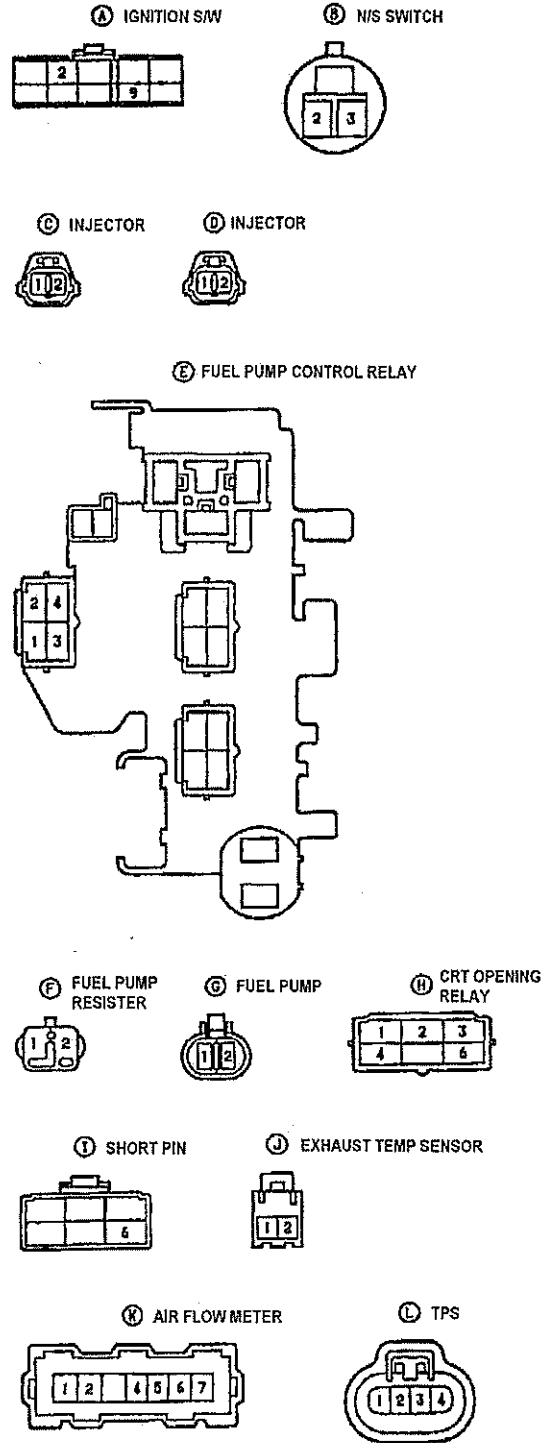 A IGNITION S/W
B N/S SWITCH
2
9
2 3
C INJECTOR
D INJECTOR
1 2
1 2
E FUEL PUMP CONTROL RELAY
2 4
1 3
F FUEL PUMP
RESISTER
G FUEL PUMP
H CRT OPENING
RELAY
1 2
1 2
1 2 3
4 6
I SHORT PIN
J EXHAUST TEMP SENSOR
6
1 2
K AIR FLOW METER
L TPS
1 2 4 5 6 7
1 2 3 4